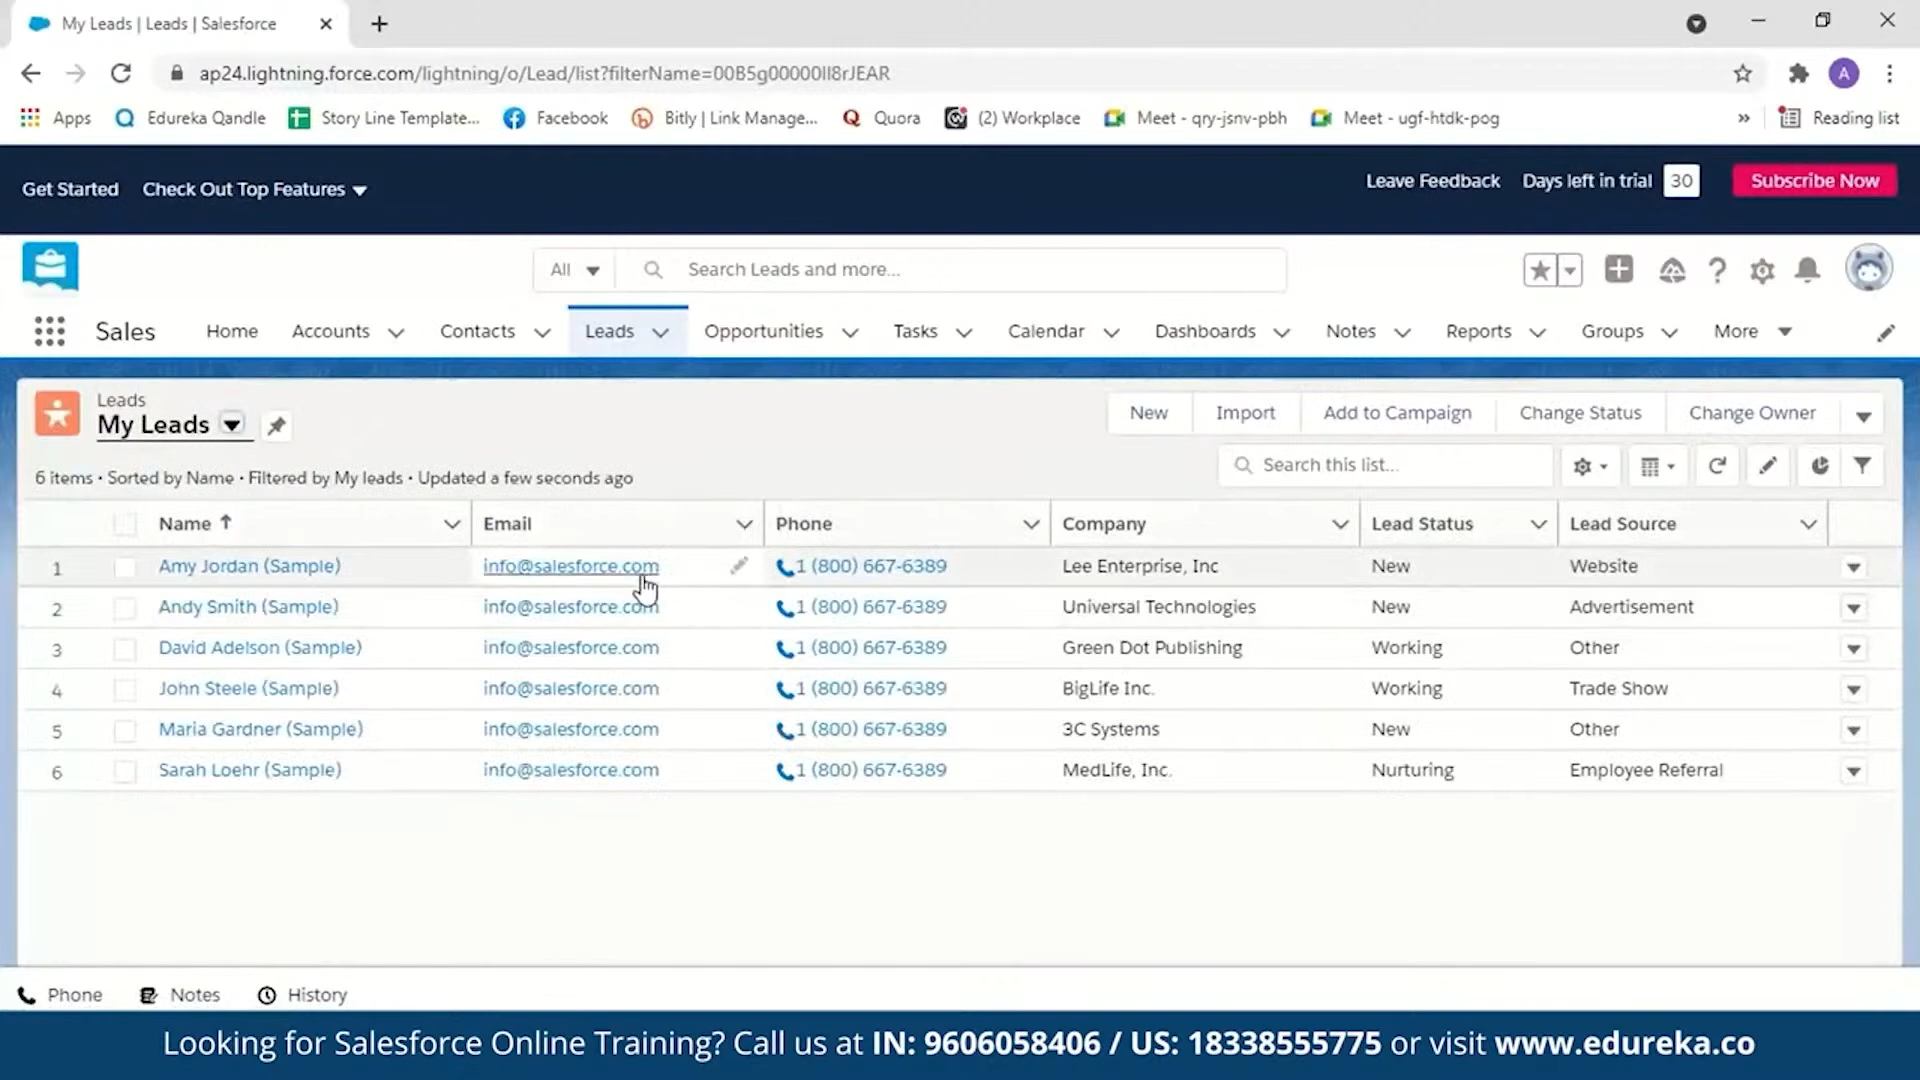 My Leads | Leads | Salesforce
ap24.lightning.force.com/lightning/o/Lead/list?filterName=00B5g00000Il8rJEAR
A
Apps Edureka Qandle Story Line Template... Facebook Bitly | Link Manage... Quora (2) Workplace Meet - qry-jsnv-pbh Meet - ugf-htdk-pog » Reading list
Get Started Check Out Top Features Leave Feedback Days left in trial 30 Subscribe Now
All Search Leads and more...
Sales Home Accounts Contacts Leads Opportunities Tasks Calendar Dashboards Notes Reports Groups More
Leads
My Leads
New Import Add to Campaign Change Status Change Owner
6 items • Sorted by Name • Filtered by My leads • Updated a few seconds ago
Search this list...
Name ↑ Email Phone Company Lead Status Lead Source
1 Amy Jordan (Sample) info@salesforce.com 1 (800) 667-6389 Lee Enterprise, Inc New Website
2 Andy Smith (Sample) info@salesforce.com 1 (800) 667-6389 Universal Technologies New Advertisement
3 David Adelson (Sample) info@salesforce.com 1 (800) 667-6389 Green Dot Publishing Working Other
4 John Steele (Sample) info@salesforce.com 1 (800) 667-6389 BigLife Inc. Working Trade Show
5 Maria Gardner (Sample) info@salesforce.com 1 (800) 667-6389 3C Systems New Other
6 Sarah Loehr (Sample) info@salesforce.com 1 (800) 667-6389 MedLife, Inc. Nurturing Employee Referral
Phone Notes History
Looking for Salesforce Online Training? Call us at IN: 9606058406 / US: 18338555775 or visit www.edureka.co